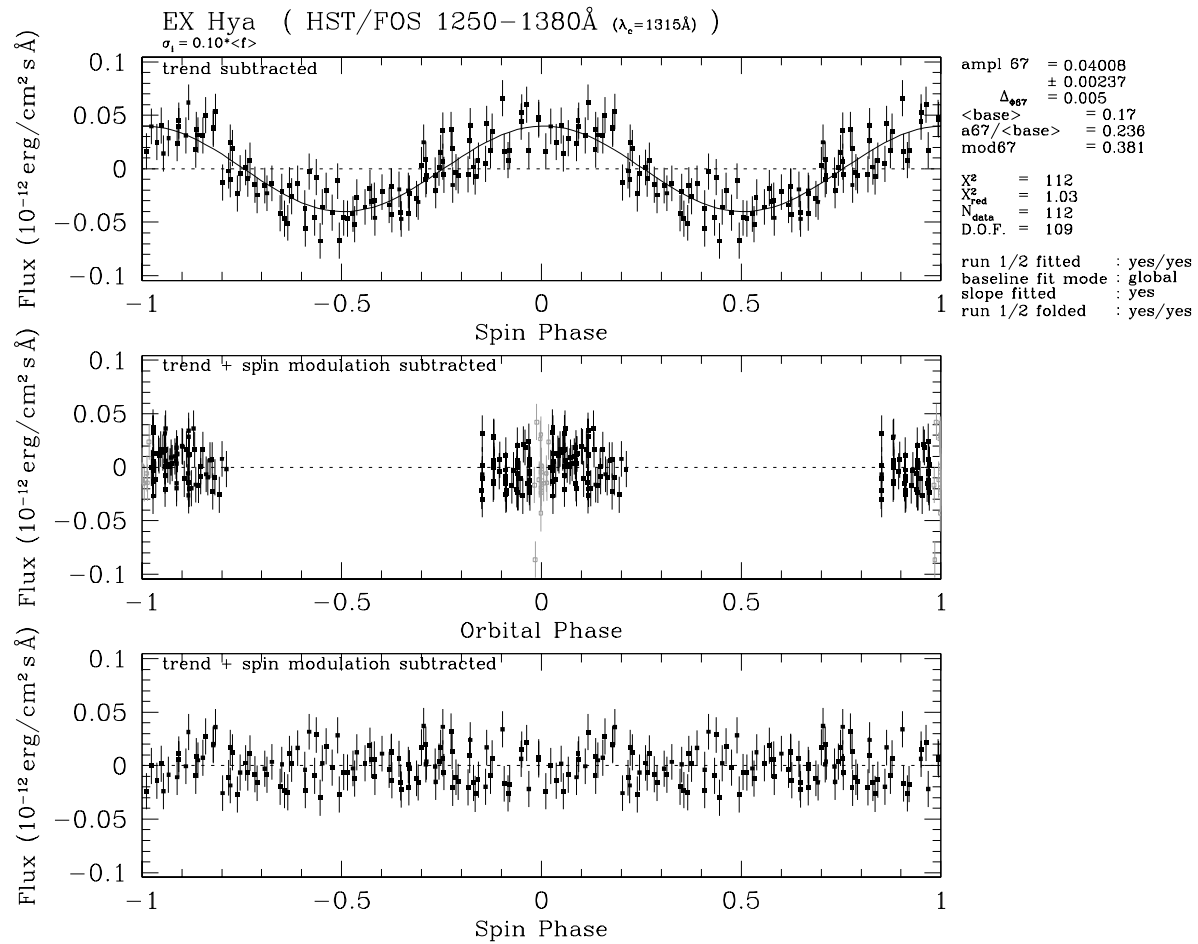 EX Hya ( HST/FOS 1250−1380Å (λc=1315Å) )
σi = 0.10*<f>
trend subtracted
Flux (10−12 erg/cm2 s Å)
0.1
0.05
0
−0.05
−0.1
−1 −0.5 0 0.5 1
Spin Phase
ampl 67 = 0.04008
± 0.00237
ΔΦ67 = 0.005
<base> = 0.17
a67/<base> = 0.236
mod67 = 0.381
X2 = 112
X2red = 1.03
Ndata = 112
D.O.F. = 109
run 1/2 fitted : yes/yes
baseline fit mode : global
slope fitted : yes
run 1/2 folded : yes/yes
trend + spin modulation subtracted
Flux (10−12 erg/cm2 s Å)
0.1
0.05
0
−0.05
−0.1
−1 −0.5 0 0.5 1
Orbital Phase
trend + spin modulation subtracted
Flux (10−12 erg/cm2 s Å)
0.1
0.05
0
−0.05
−0.1
−1 −0.5 0 0.5 1
Spin Phase